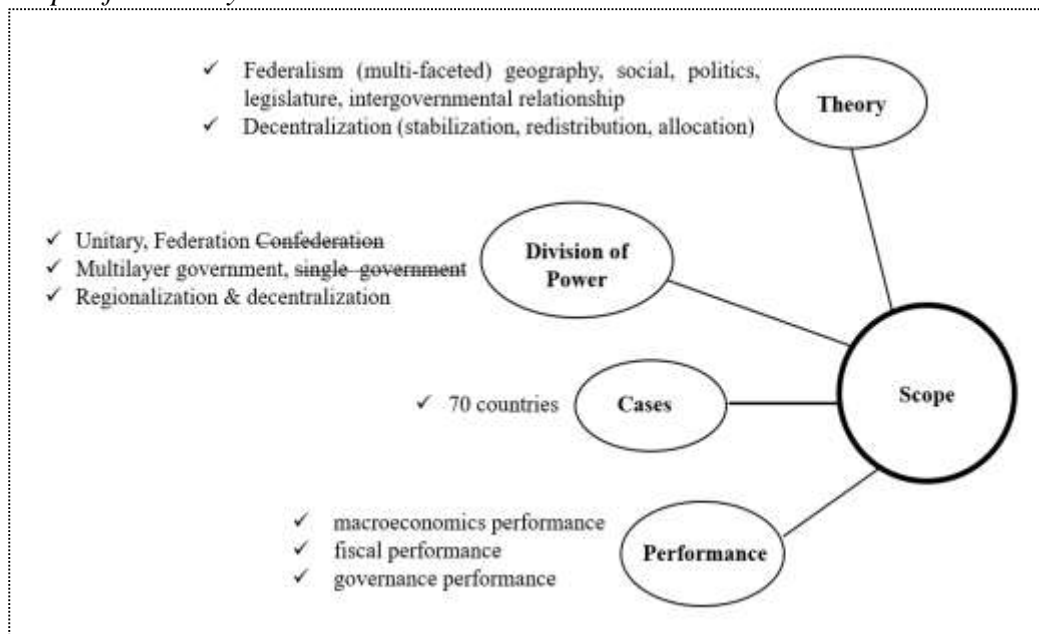 ✓ Federalism (multi-faceted) geography, social, politics,
legislature, intergovernmental relationship
✓ Decentralization (stabilization, redistribution, allocation)
Theory
✓ Unitary, Federation Confederation
✓ Multilayer government, single government
✓ Regionalization & decentralization
Division of
Power
✓ 70 countries
Cases
Scope
✓ macroeconomics performance
✓ fiscal performance
✓ governance performance
Performance